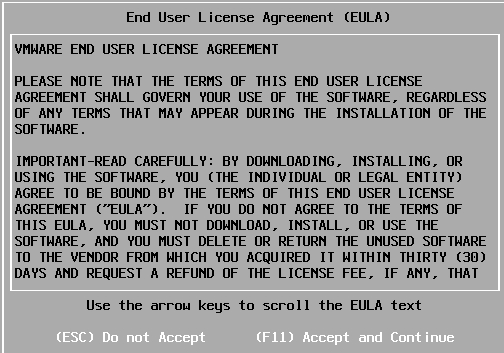 End User License Agreement (EULA)
VMWARE END USER LICENSE AGREEMENT
PLEASE NOTE THAT THE TERMS OF THIS END USER LICENSE
AGREEMENT SHALL GOVERN YOUR USE OF THE SOFTWARE, REGARDLESS
OF ANY TERMS THAT MAY APPEAR DURING THE INSTALLATION OF THE
SOFTWARE.
IMPORTANT-READ CAREFULLY: BY DOWNLOADING, INSTALLING, OR
USING THE SOFTWARE, YOU (THE INDIVIDUAL OR LEGAL ENTITY)
AGREE TO BE BOUND BY THE TERMS OF THIS END USER LICENSE
AGREEMENT ("EULA"). IF YOU DO NOT AGREE TO THE TERMS OF
THIS EULA, YOU MUST NOT DOWNLOAD, INSTALL, OR USE THE
SOFTWARE, AND YOU MUST DELETE OR RETURN THE UNUSED SOFTWARE
TO THE VENDOR FROM WHICH YOU ACQUIRED IT WITHIN THIRTY (30)
DAYS AND REQUEST A REFUND OF THE LICENSE FEE, IF ANY, THAT
Use the arrow keys to scroll the EULA text
(ESC) Do not Accept (F11) Accept and Continue